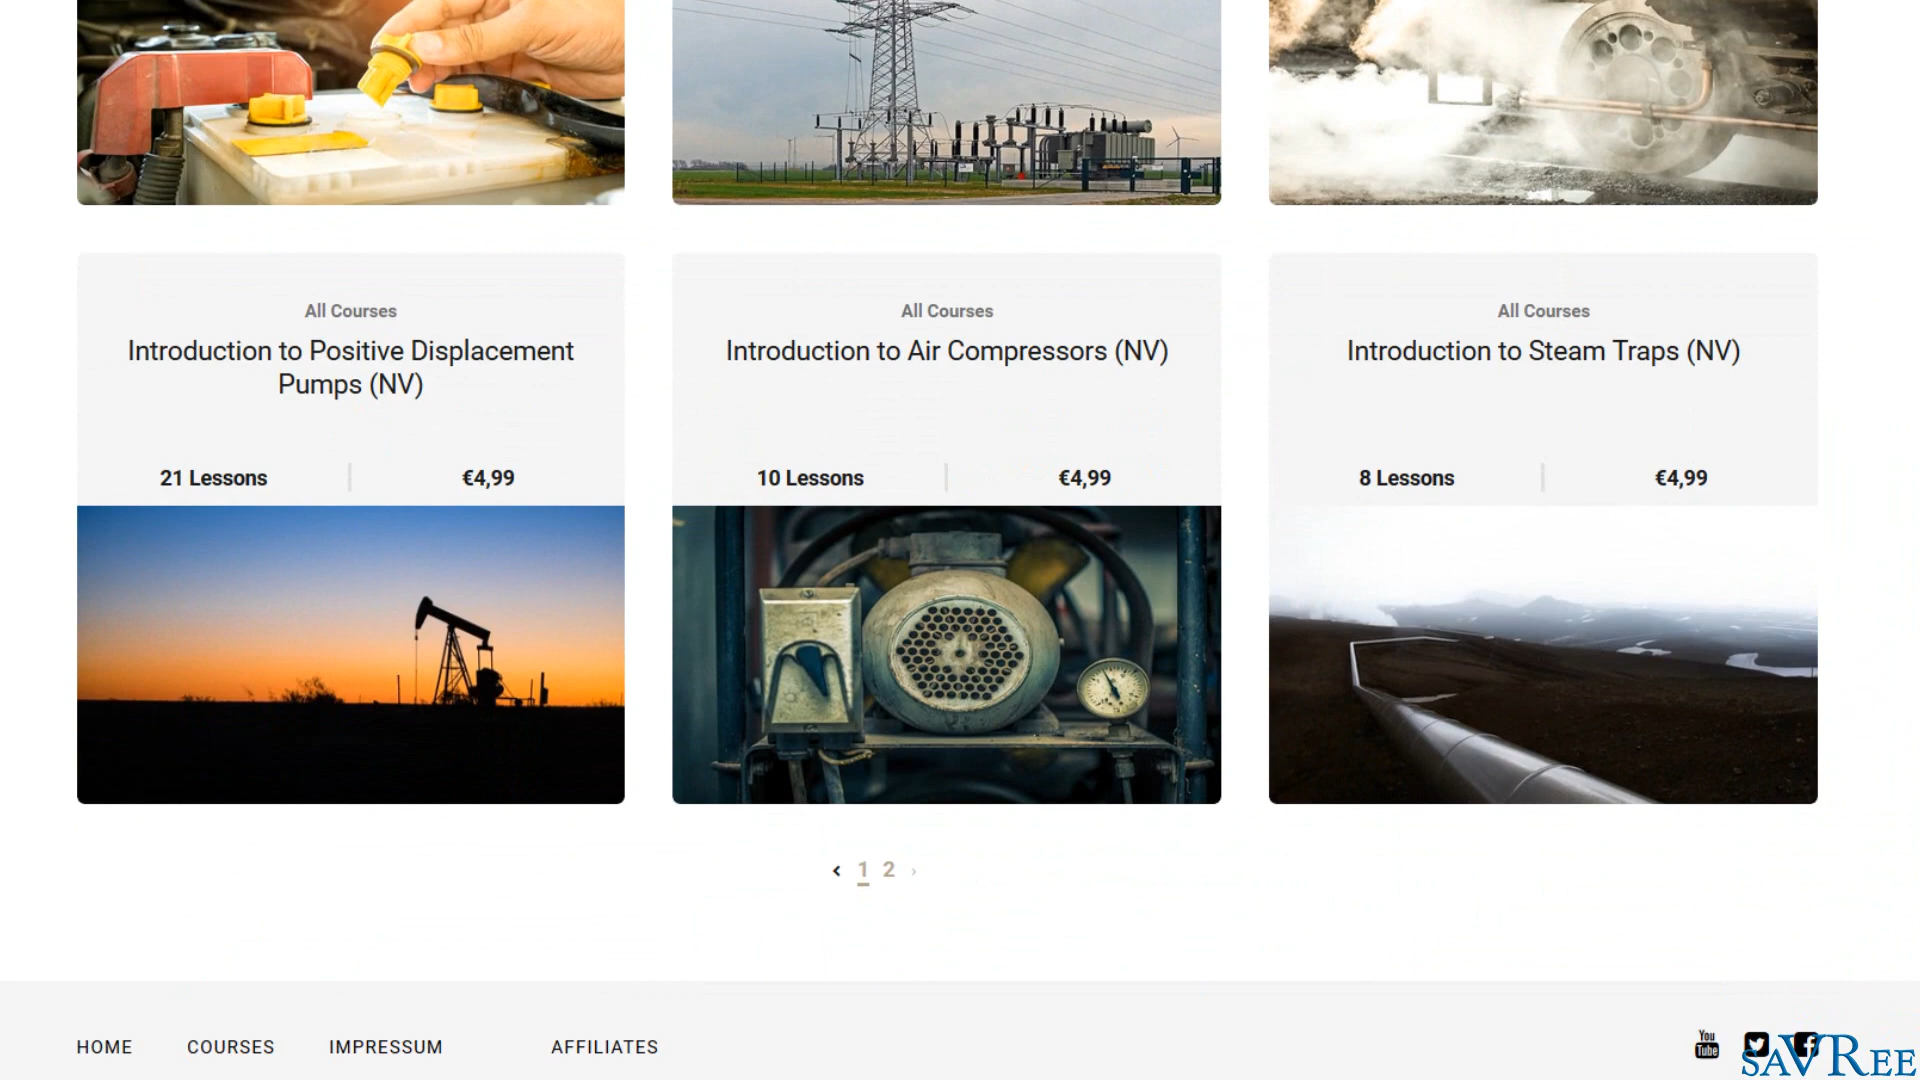 All Courses
Introduction to Positive Displacement
Pumps (NV)
21 Lessons
€4,99
All Courses
Introduction to Air Compressors (NV)
10 Lessons
€4,99
All Courses
Introduction to Steam Traps (NV)
8 Lessons
€4,99
1 2
HOME
COURSES
IMPRESSUM
AFFILIATES
You
Tube
saVRee